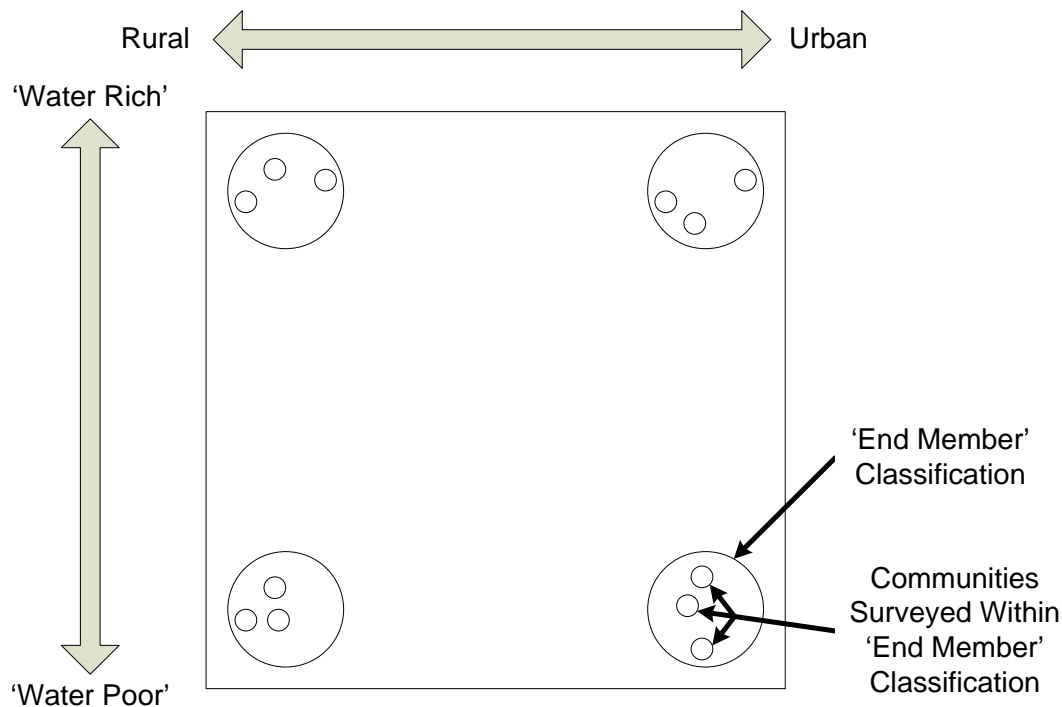 Rural
Urban
‘Water Rich’
‘End Member’
Classification
Communities
Surveyed Within
‘End Member’
Classification
‘Water Poor’